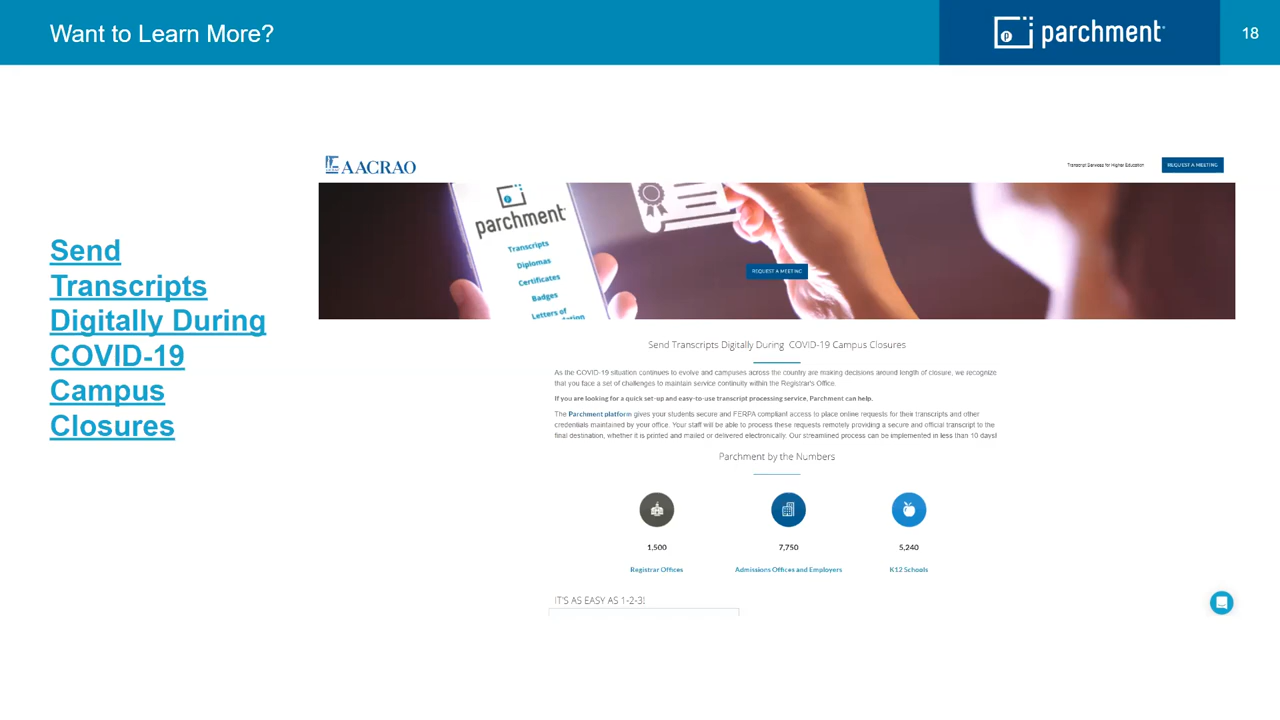 Want to Learn More?
parchment
18
AACRAO
Transcript Services for Higher Education
REQUEST A MEETING
parchment
Transcripts
Diplomas
Certificates
Badges
Letters of
REQUEST A MEETING
Send
Transcripts
Digitally During
COVID-19
Campus
Closures
Send Transcripts Digitally During COVID-19 Campus Closures
As the COVID-19 situation continues to evolve and campuses across the country are making decisions around length of closure, we recognize
that you face a set of challenges to maintain service continuity within the Registrar's Office.
If you are looking for a quick set-up and easy-to-use transcript processing service, Parchment can help.
The Parchment platform gives your students secure and FERPA compliant access to place online requests for their transcripts and other
credentials maintained by your office. Your staff will be able to process these requests remotely providing a secure and official transcript to the
final destination, whether it is printed and mailed or delivered electronically. Our streamlined process can be implemented in less than 10 days!
Parchment by the Numbers
1,500
7,750
5,240
Registrar Offices
Admissions Offices and Employers
K12 Schools
IT'S AS EASY AS 1-2-3!